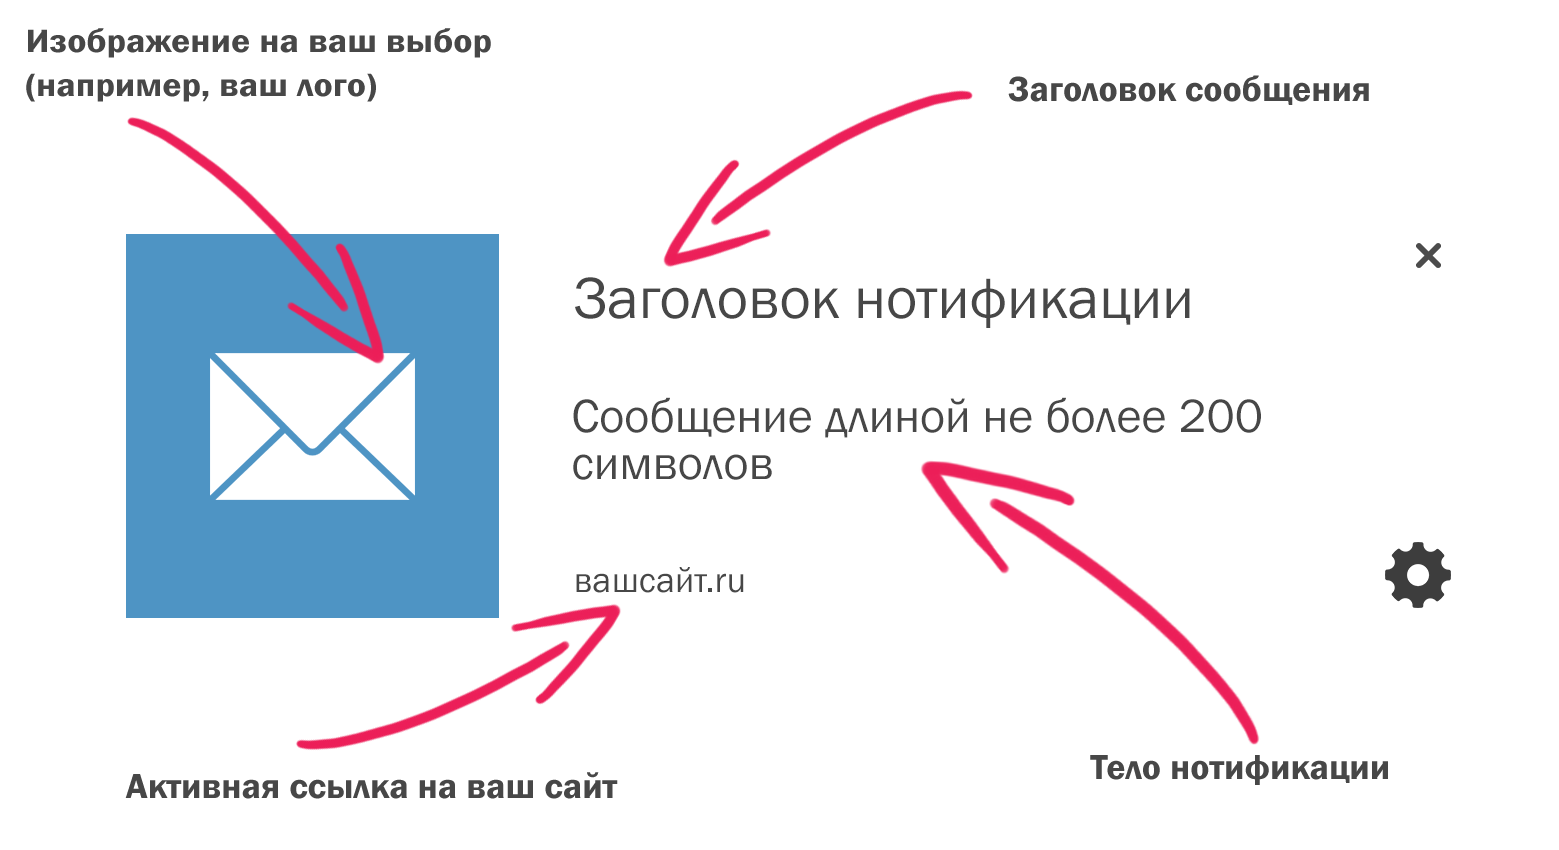 Изображение на ваш выбор
(например, ваш лого)
Заголовок сообщения
Заголовок нотификации
Сообщение длиной не более 200
символов
вашсайт.ru
Тело нотификации
Активная ссылка на ваш сайт